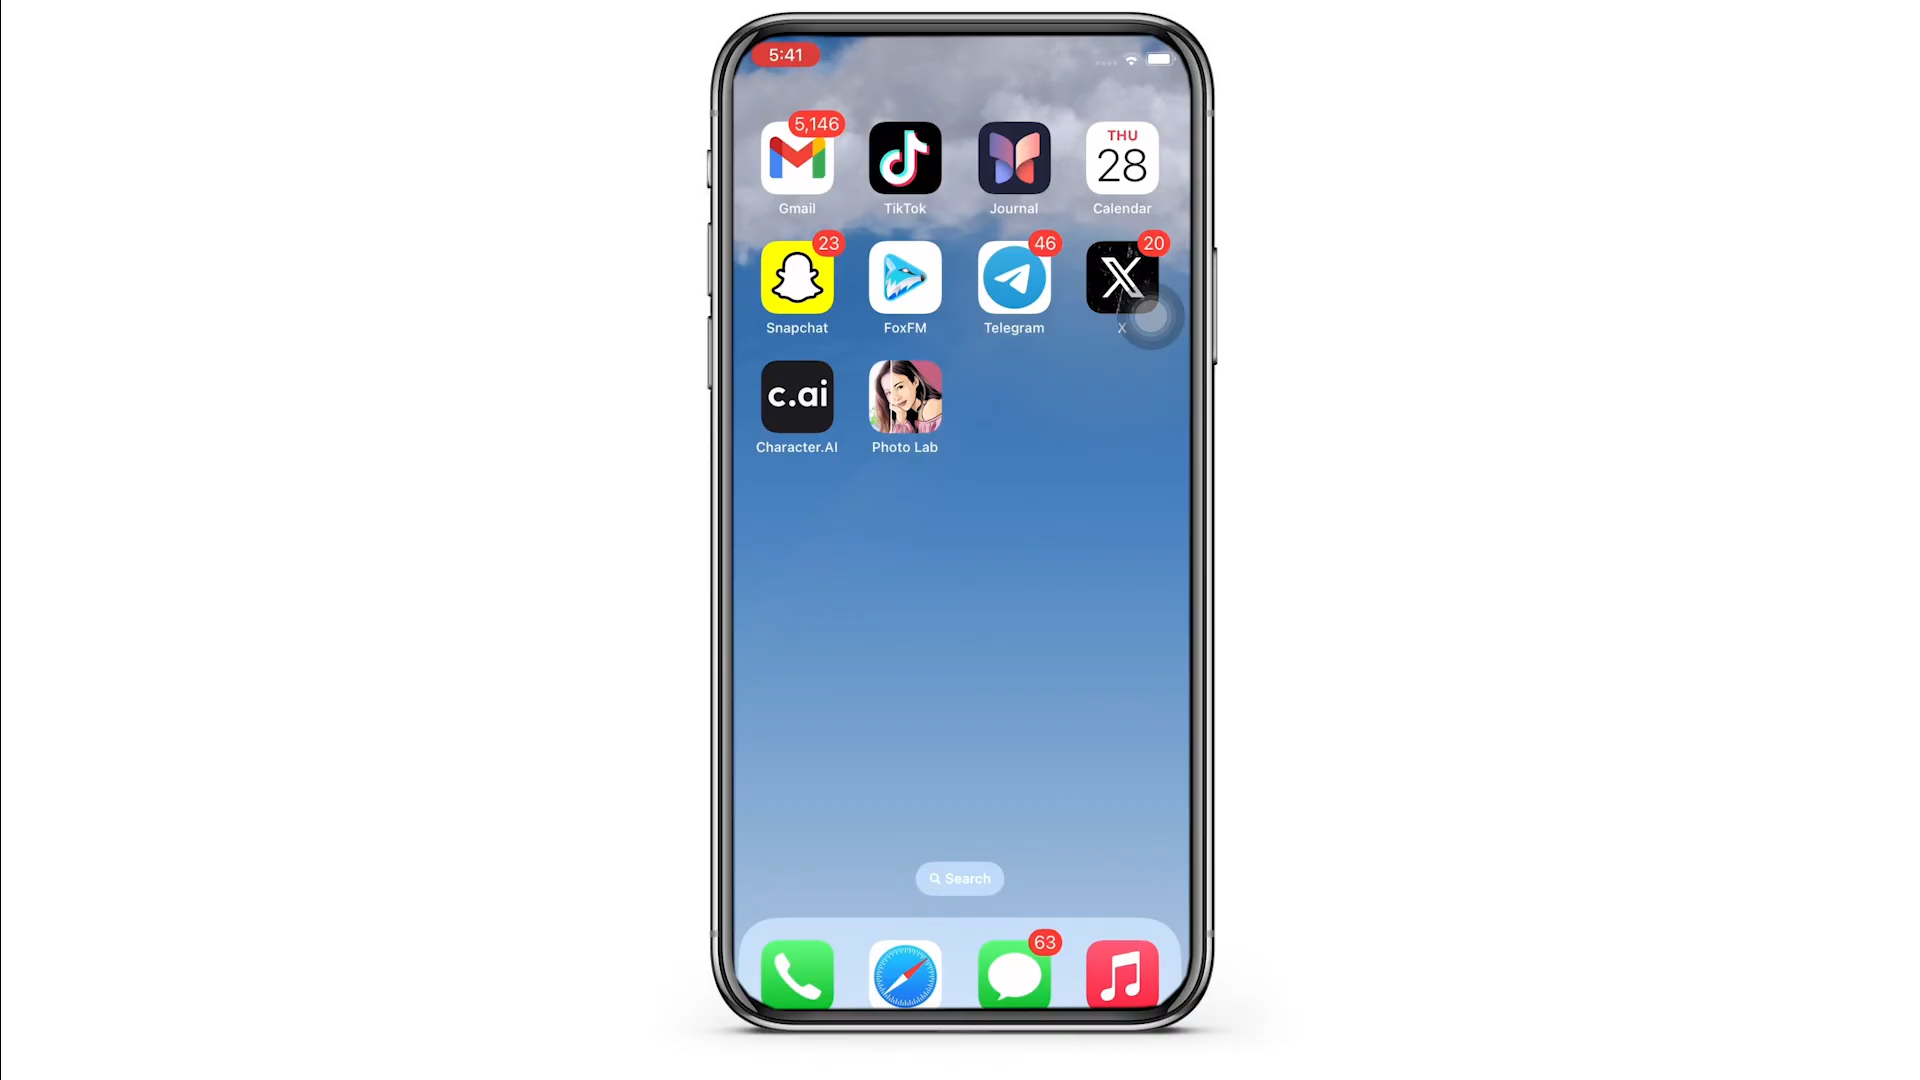 5:41
5,146
THU
28
Gmail
TikTok
Journal
Calendar
23
46
20
Snapchat
FoxFM
Telegram
X
c.ai
Character.AI
Photo Lab
Search
63